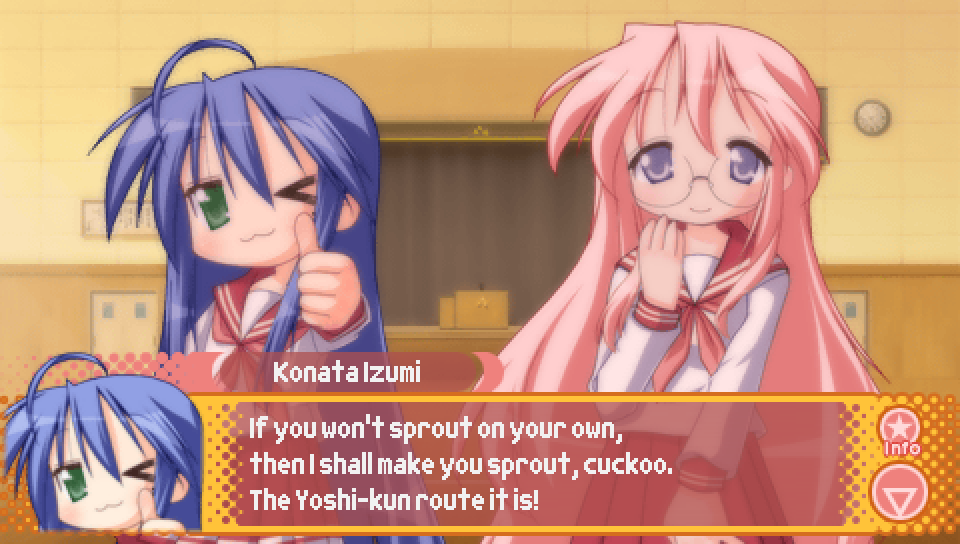 Konata Izumi
If you won't sprout on your own,
then I shall make you sprout, cuckoo.
The Yoshi-kun route it is!
Info